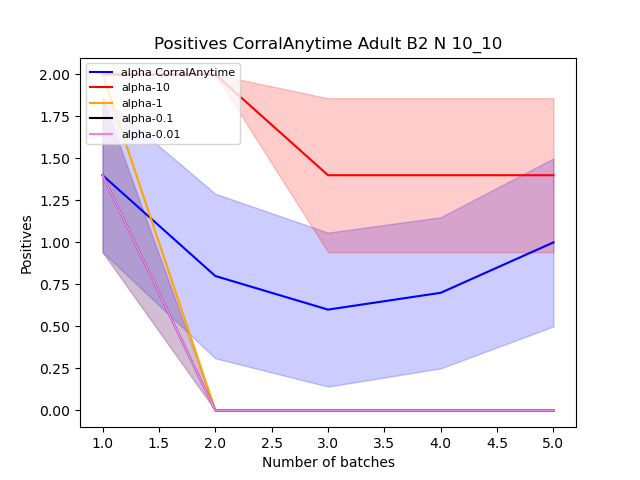 Positives CorralAnytime Adult B2 N 10_10
alpha CorralAnytime
alpha-10
alpha-1
alpha-0.1
alpha-0.01
2.00
1.75
1.50
1.25
1.00
0.75
0.50
0.25
0.00
Positives
1.0 1.5 2.0 2.5 3.0 3.5 4.0 4.5 5.0
Number of batches